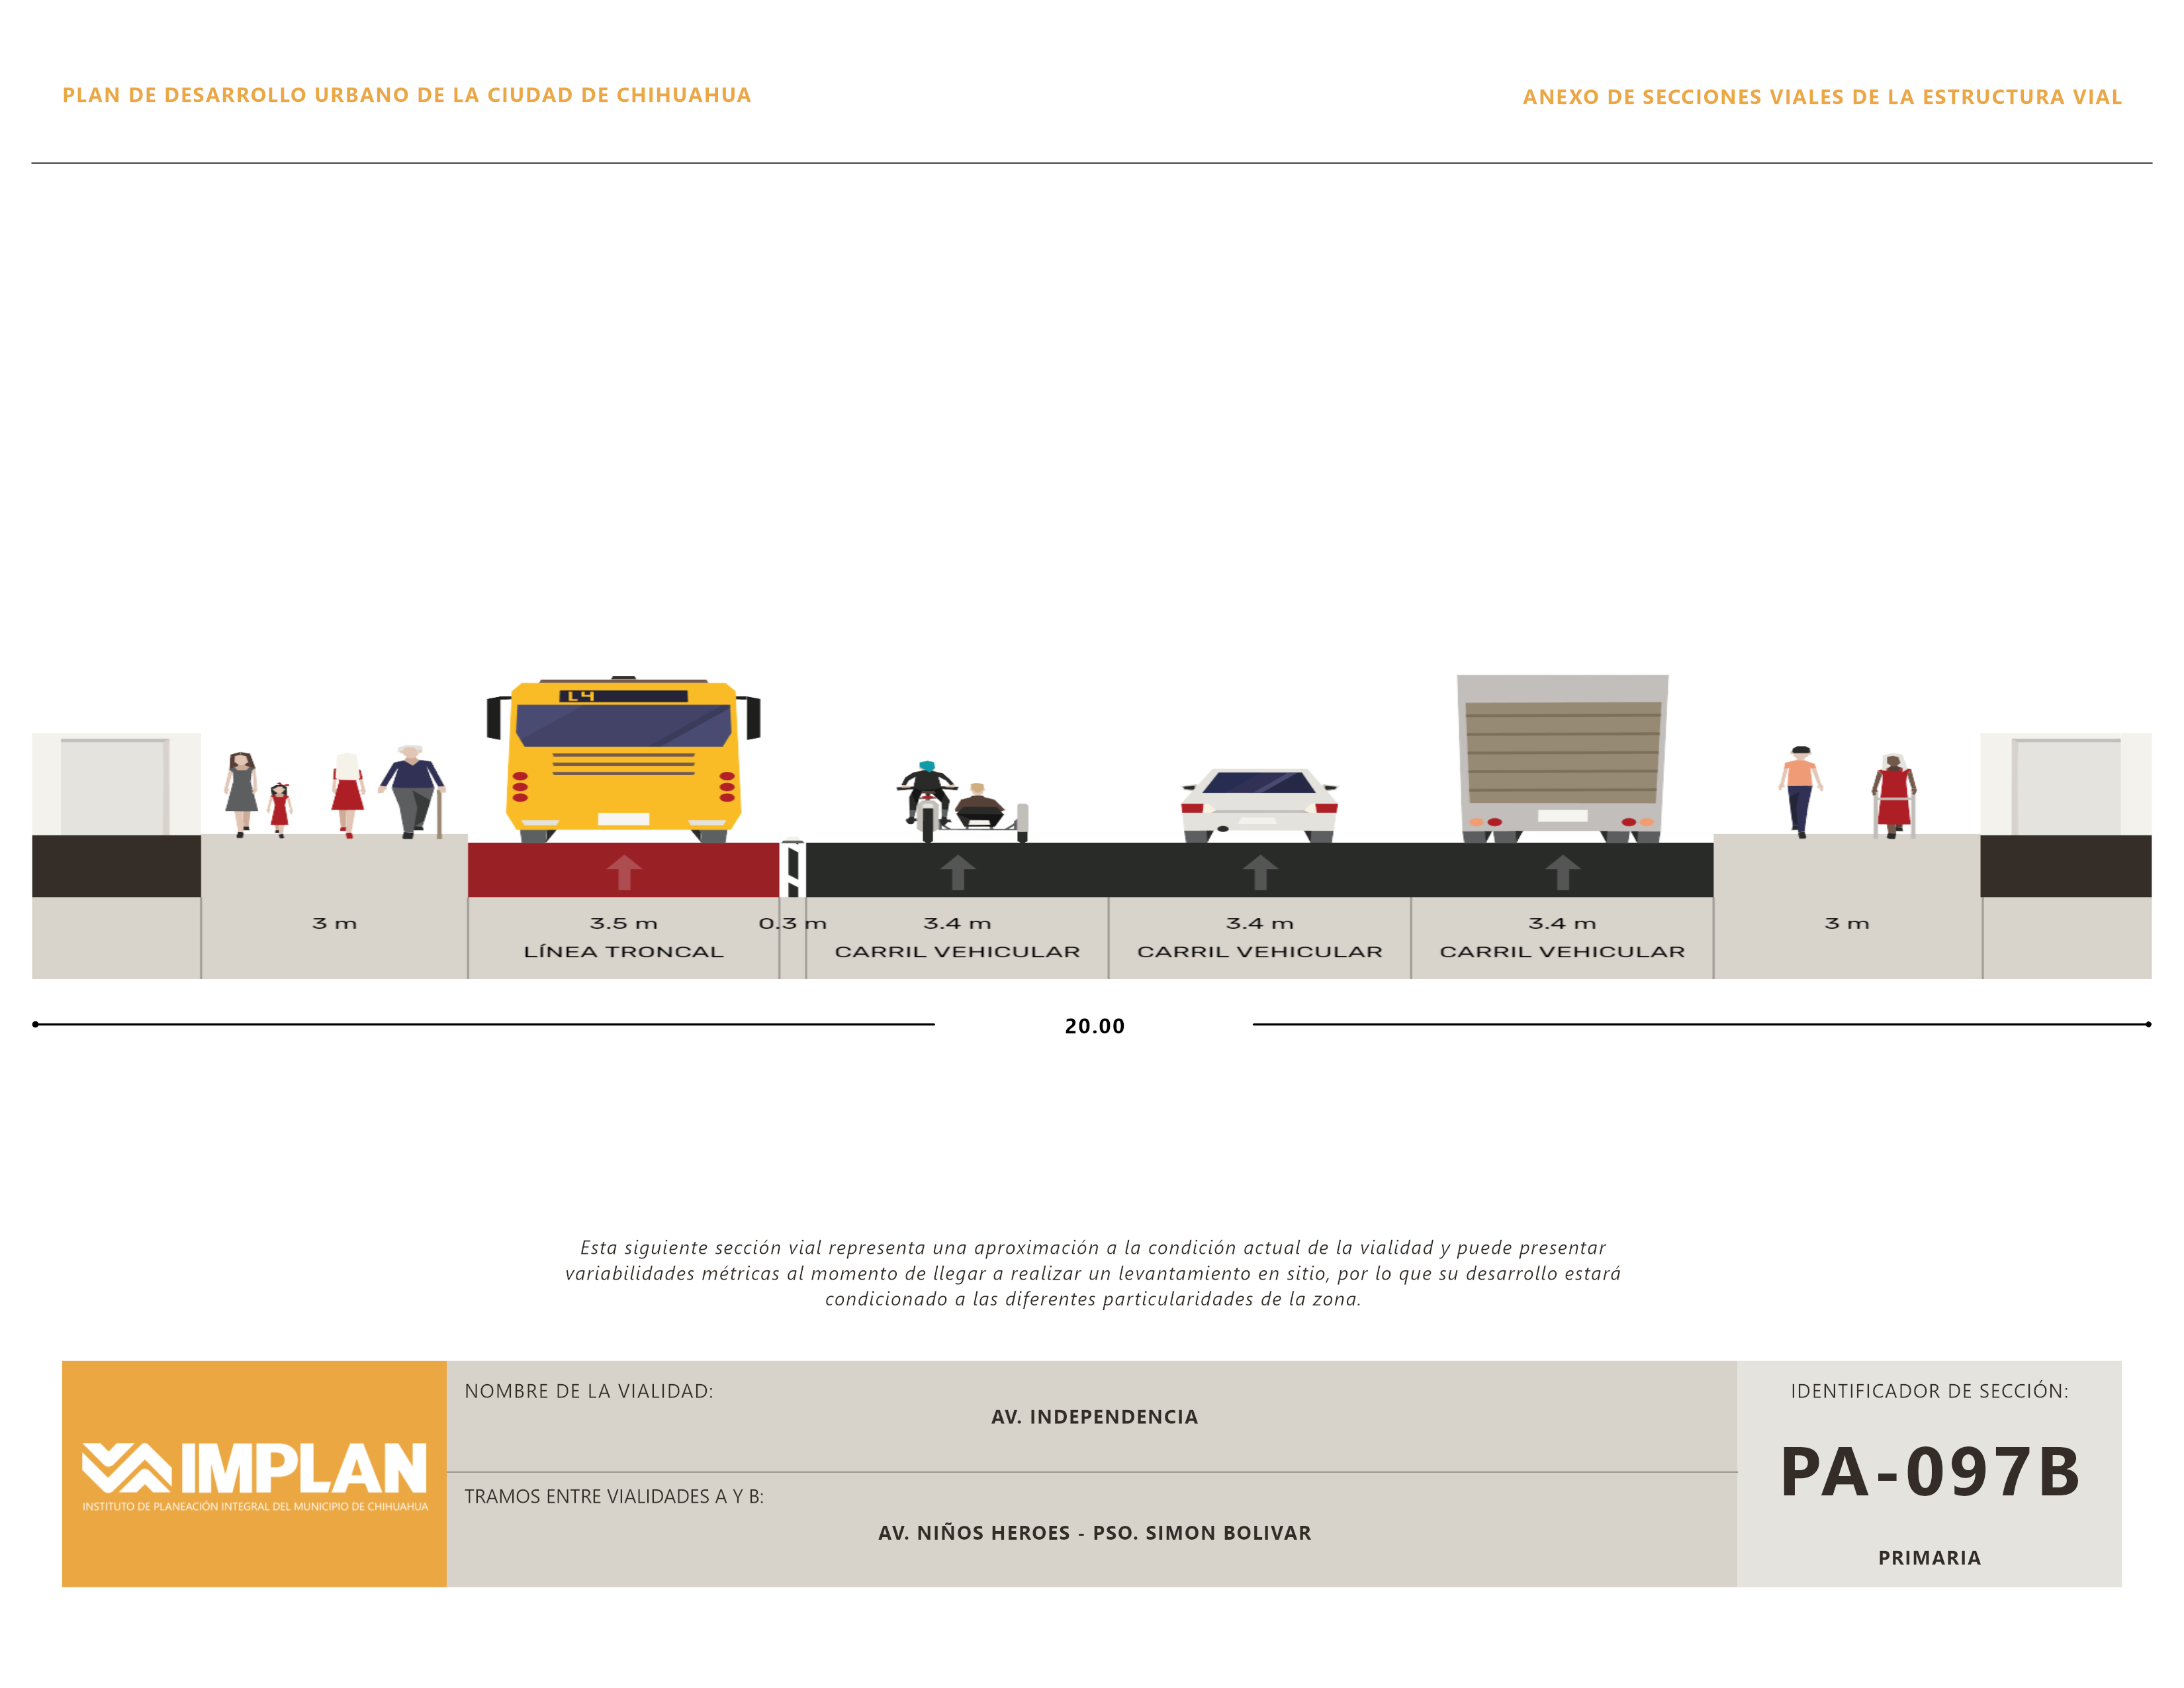 PLAN DE DESARROLLO URBANO DE LA CIUDAD DE CHIHUAHUA
ANEXO DE SECCIONES VIALES DE LA ESTRUCTURA VIAL
L4
3 m
3.5 m
0.3 m
3.4 m
3.4 m
3.4 m
3 m
LÍNEA TRONCAL
CARRIL VEHICULAR
CARRIL VEHICULAR
CARRIL VEHICULAR
20.00
Esta siguiente sección vial representa una aproximación a la condición actual de la vialidad y puede presentar
variabilidades métricas al momento de llegar a realizar un levantamiento en sitio, por lo que su desarrollo estará
condicionado a las diferentes particularidades de la zona.
IMPLAN
INSTITUTO DE PLANEACIÓN INTEGRAL DEL MUNICIPIO DE CHIHUAHUA
NOMBRE DE LA VIALIDAD:
AV. INDEPENDENCIA
TRAMOS ENTRE VIALIDADES A Y B:
AV. NIÑOS HEROES - PSO. SIMON BOLIVAR
IDENTIFICADOR DE SECCIÓN:
PA-097B
PRIMARIA